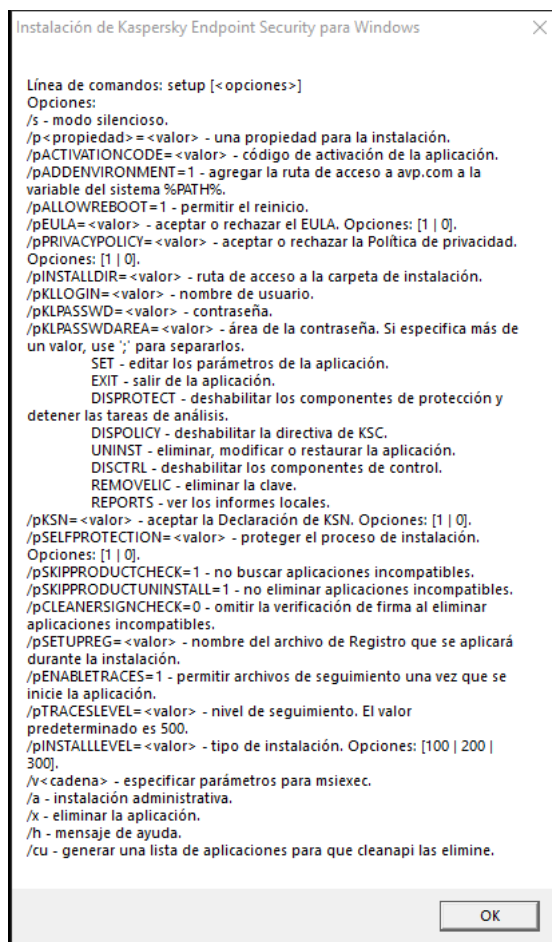 Instalación de Kaspersky Endpoint Security para Windows
Línea de comandos: setup [<opciones>]
Opciones:
/s - modo silencioso.
/p<propiedad>=<valor> - una propiedad para la instalación.
/pACTIVATIONCODE=<valor> - código de activación de la aplicación.
/pADDENVIRONMENT=1 - agregar la ruta de acceso a avp.com a la
variable del sistema %PATH%.
/pALLOWREBOOT=1 - permitir el reinicio.
/pEULA=<valor> - aceptar o rechazar el EULA. Opciones: [1 | 0].
/pPRIVACYPOLICY=<valor> - aceptar o rechazar la Política de privacidad.
Opciones: [1 | 0].
/pINSTALLDIR=<valor> - ruta de acceso a la carpeta de instalación.
/pKLLOGIN=<valor> - nombre de usuario.
/pKLPASSWD=<valor> - contraseña.
/pKLPASSWDAREA=<valor> - área de la contraseña. Si especifica más de
un valor, use ';' para separarlos.
SET - editar los parámetros de la aplicación.
EXIT - salir de la aplicación.
DISPROTECT - deshabilitar los componentes de protección y
detener las tareas de análisis.
DISPOLICY - deshabilitar la directiva de KSC.
UNINST - eliminar, modificar o restaurar la aplicación.
DISCTRL - deshabilitar los componentes de control.
REMOVELIC - eliminar la clave.
REPORTS - ver los informes locales.
/pKSN=<valor> - aceptar la Declaración de KSN. Opciones: [1 | 0].
/pSELFPROTECTION=<valor> - proteger el proceso de instalación.
Opciones: [1 | 0].
/pSKIPPRODUCTCHECK=1 - no buscar aplicaciones incompatibles.
/pSKIPPRODUCTUNINSTALL=1 - no eliminar aplicaciones incompatibles.
/pCLEANERSIGNCHECK=0 - omitir la verificación de firma al eliminar
aplicaciones incompatibles.
/pSETUPREG=<valor> - nombre del archivo de Registro que se aplicará
durante la instalación.
/pENABLETRACES=1 - permitir archivos de seguimiento una vez que se
inicie la aplicación.
/pTRACESLEVEL=<valor> - nivel de seguimiento. El valor
predeterminado es 500.
/pINSTALLLEVEL=<valor> - tipo de instalación. Opciones: [100 | 200 |
300].
/v<cadena> - especificar parámetros para msiexec.
/a - instalación administrativa.
/x - eliminar la aplicación.
/h - mensaje de ayuda.
/cu - generar una lista de aplicaciones para que cleanapi las elimine.
OK